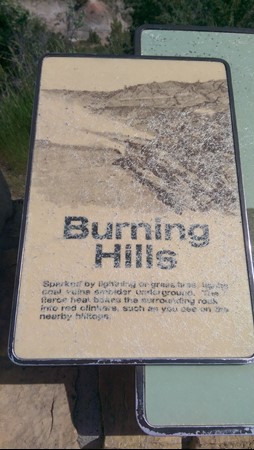 Burning
Hills
Sparked by lightning or grass fires, lignite
coal veins smolder underground. The
fierce heat bakes the surrounding rock
into red clinkers, such as you see on the
nearby hilltops.